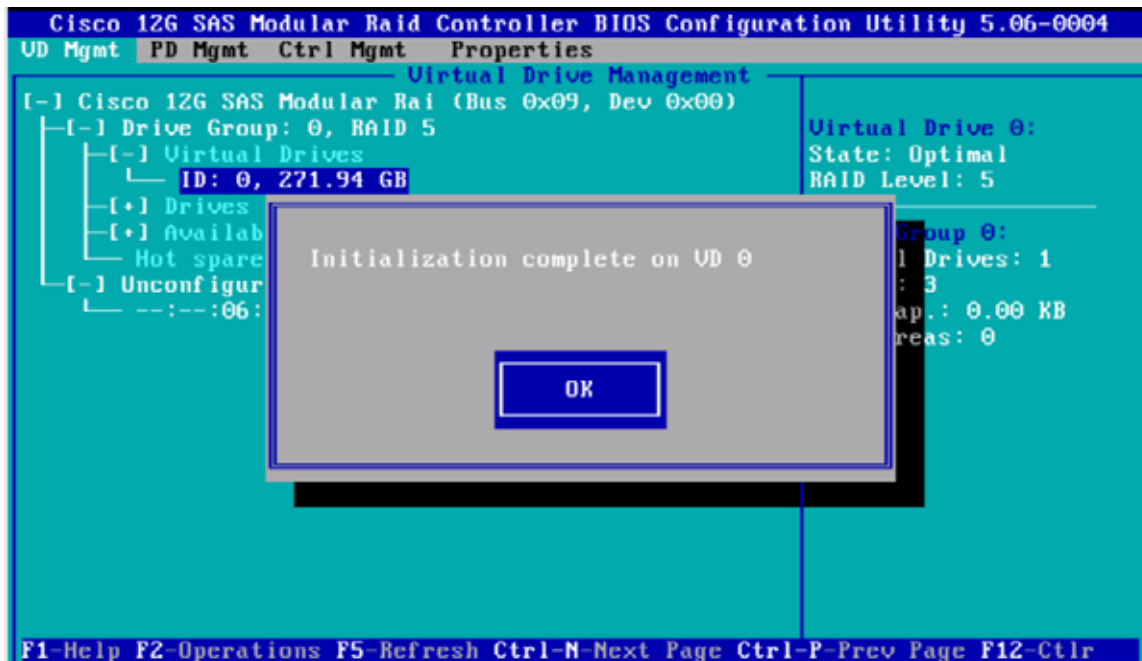 Cisco 12G SAS Modular Raid Controller BIOS Configuration Utility 5.06-0004
VD Mgmt PD Mgmt Ctrl Mgmt Properties
Virtual Drive Management
[-] Cisco 12G SAS Modular Rai (Bus 0x09, Dev 0x00)
[-] Drive Group: 0, RAID 5
[-] Virtual Drives
ID: 0, 271.94 GB
[+] Drives
[+] Availab
Hot spare
[-] Unconfigur
--:--:06:
Virtual Drive 0:
State: Optimal
RAID Level: 5
Group 0:
l Drives: 1
: 3
ap.: 0.00 KB
reas: 0
Initialization complete on VD 0
OK
F1-Help F2-Operations F5-Refresh Ctrl-N-Next Page Ctrl-P-Prev Page F12-Ctlr